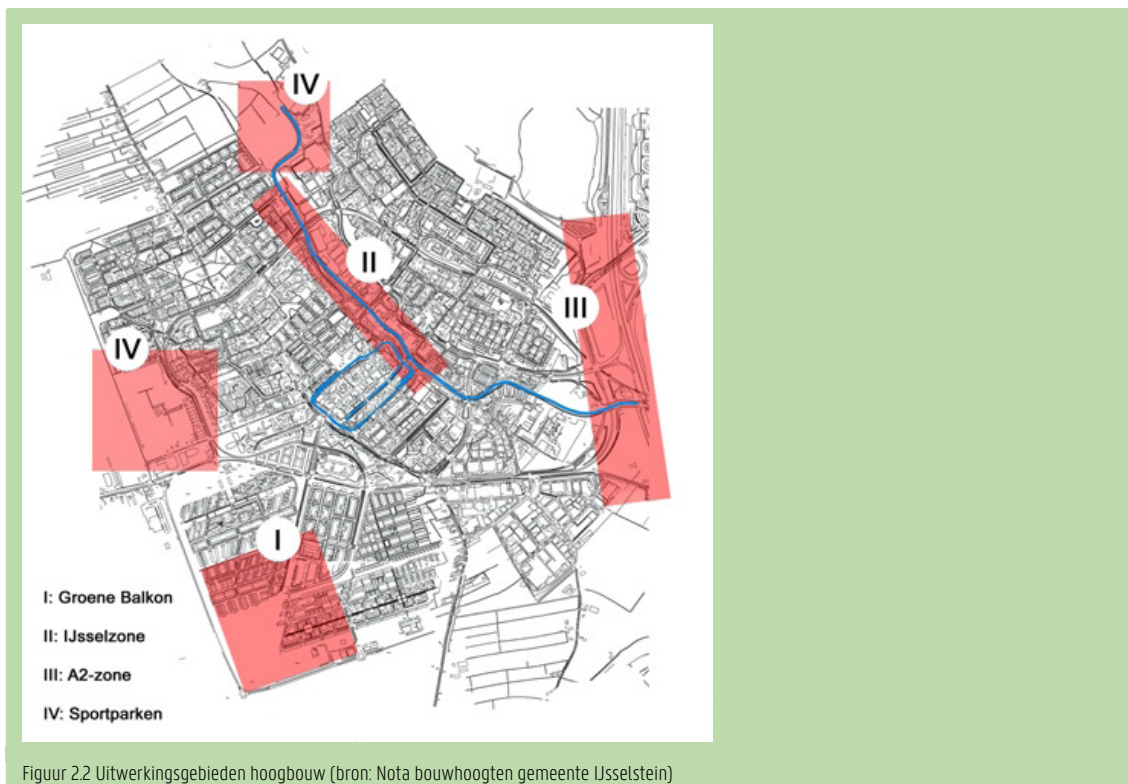 IV
II
III
IV
I
I: Groene Balkon
II: IJsselzone
III: A2-zone
IV: Sportparken
Figuur 2.2 Uitwerkingsgebieden hoogbouw (bron: Nota bouwhoogten gemeente IJsselstein)